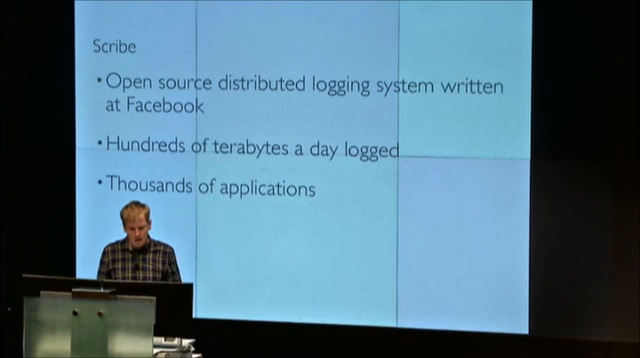 Scribe
• Open source distributed logging system written
at Facebook
• Hundreds of terabytes a day logged
• Thousands of applications